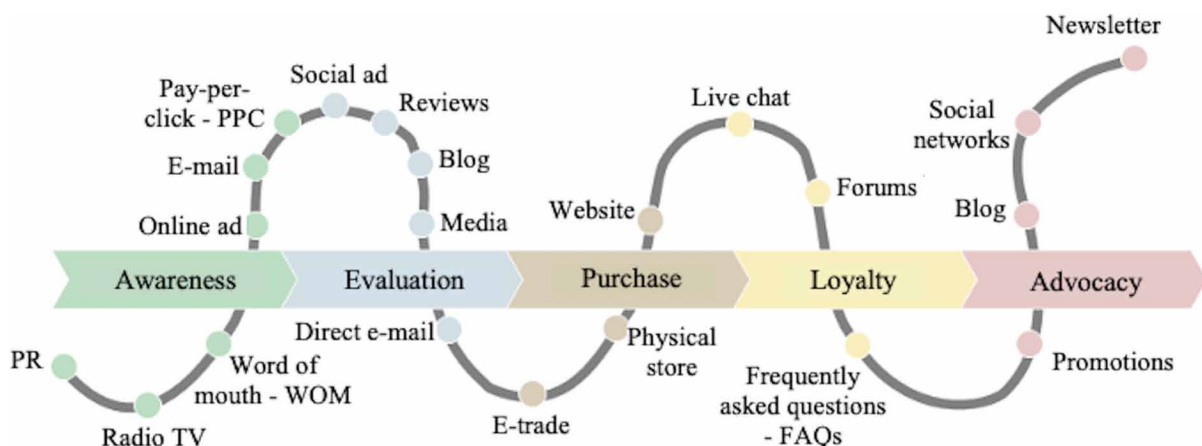 Newsletter
Social ad
Pay-per-
click - PPC
Reviews
Live chat
Social
networks
E-mail
Blog
Forums
Online ad
Media
Website
Blog
Awareness
Evaluation
Purchase
Loyalty
Advocacy
Direct e-mail
Physical
store
PR
Word of
mouth - WOM
Promotions
Frequently
asked questions
- FAQs
Radio TV
E-trade